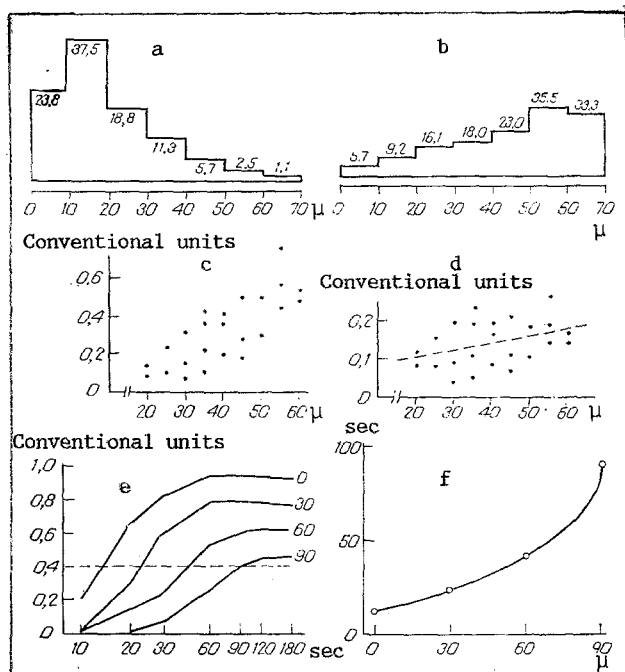 a
37,5
23,8
18,8
11,3
5,7
2,5
1,1
0 10 20 30 40 50 60 70 μ
b
5.7
9,2
16,1
18,0
23,0
35.5
33,3
0 10 20 30 40 50 60 70
μ
Conventional units
c
0,6
0,4
0,2
0
20 30 40 50 60 μ
d
Conventional units
0,2
0,1
0
20 30 40 50 60 μ
Conventional units
e
1,0
0,8
0,6
0,4
0,2
0
0
30
60
90
10 20 30 60 90 120 180 sec
sec
f
100
50
0
0 30 60 90
μ